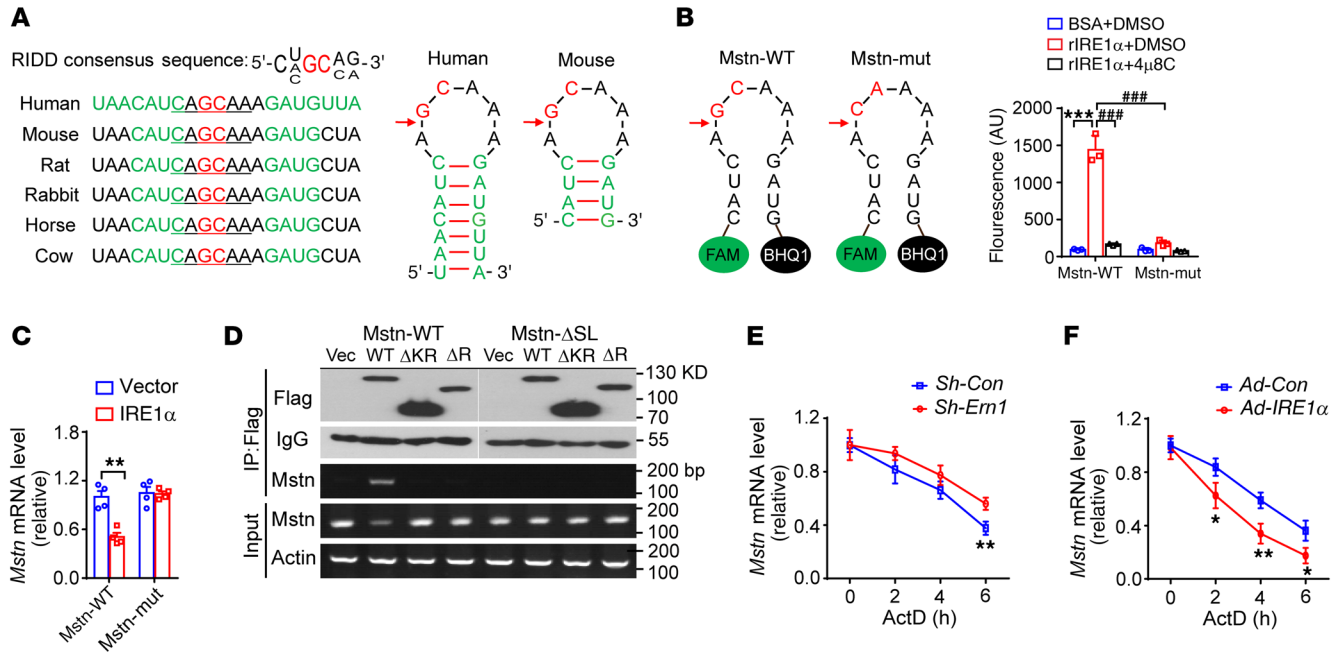 A
RIDD consensus sequence: 5'-CUGCAG-3'
A CA
C
Human UAACAUCAGCAAAGAUGUUA
Mouse UAACAUCAGCAAAGAUGCUA
Rat UAACAUCAGCAAAGAUGCUA
Rabbit UAACAUCAGCAAAGAUGCUA
Horse UAACAUCAGCAAAGAUGCUA
Cow UAACAUCAGCAAAGAUGCUA
Human
C A
G A
A A
C G
U A
A U
C G
A U
A U
5'-U A-3'
Mouse
C A
G A
A A
C G
U A
A U
5'-C G-3'
B
Mstn-WT
C A
G A
A A
C G
U A
A U
C G
FAM BHQ1
Mstn-mut
A A
C A
A A
C G
U A
A U
C G
FAM BHQ1
BSA+DMSO
rIRE1α+DMSO
rIRE1α+4μ8C
Fluorescence (AU)
2000
1500
1000
500
0
***
###
###
Mstn-WT Mstn-mut
C
Vector
IRE1α
Mstn mRNA level
(relative)
1.8
1.2
0.6
0.0
**
Mstn-WT
Mstn-mut
D
Mstn-WT Mstn-ΔSL
Vec WT ΔKR ΔR Vec WT ΔKR ΔR
IP:Flag
Flag
130 KD
100
70
IgG
55
Mstn
200 bp
100
Input
Mstn
200
100
Actin
200
100
E
Sh-Con
Sh-Ern1
Mstn mRNA level
(relative)
1.2
0.8
0.4
0.0
**
0 2 4 6
ActD (h)
F
Ad-Con
Ad-IRE1α
Mstn mRNA level
(relative)
1.2
0.8
0.4
0.0
*
**
*
0 2 4 6
ActD (h)